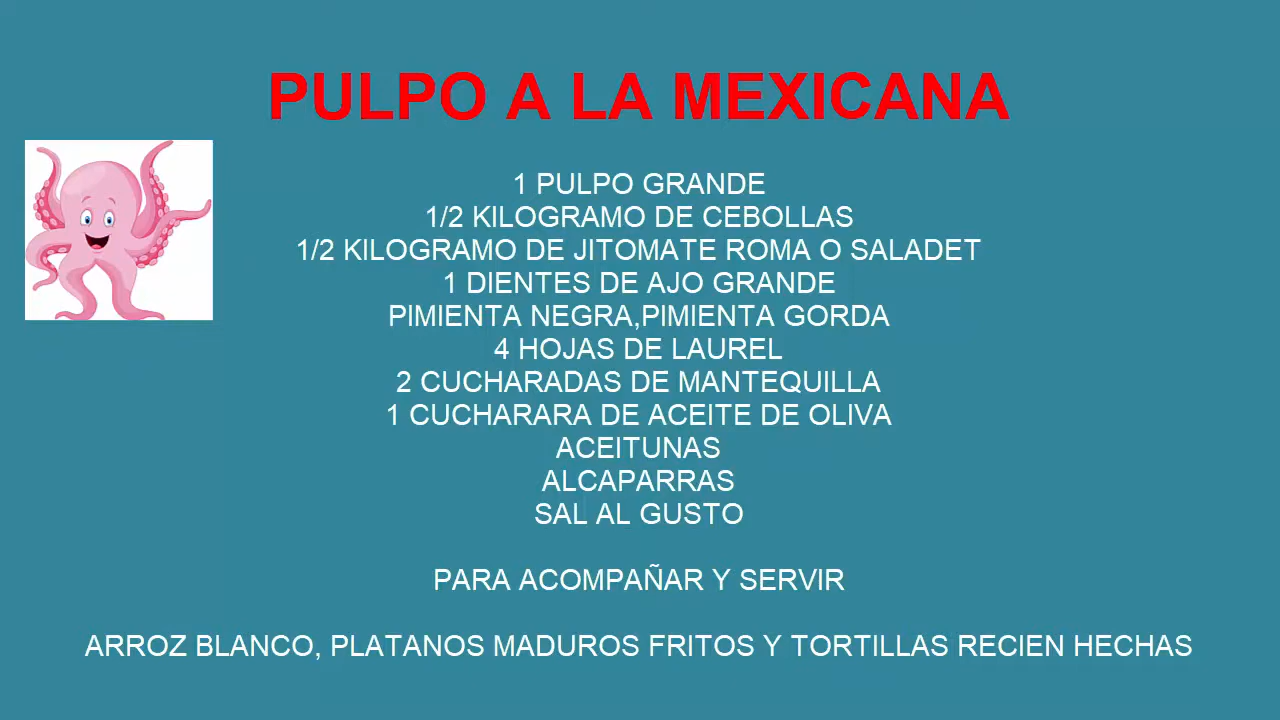 PULPO A LA MEXICANA
1 PULPO GRANDE
1/2 KILOGRAMO DE CEBOLLAS
1/2 KILOGRAMO DE JITOMATE ROMA O SALADET
1 DIENTES DE AJO GRANDE
PIMIENTA NEGRA,PIMIENTA GORDA
4 HOJAS DE LAUREL
2 CUCHARADAS DE MANTEQUILLA
1 CUCHARARA DE ACEITE DE OLIVA
ACEITUNAS
ALCAPARRAS
SAL AL GUSTO
PARA ACOMPAÑAR Y SERVIR
ARROZ BLANCO, PLATANOS MADUROS FRITOS Y TORTILLAS RECIEN HECHAS